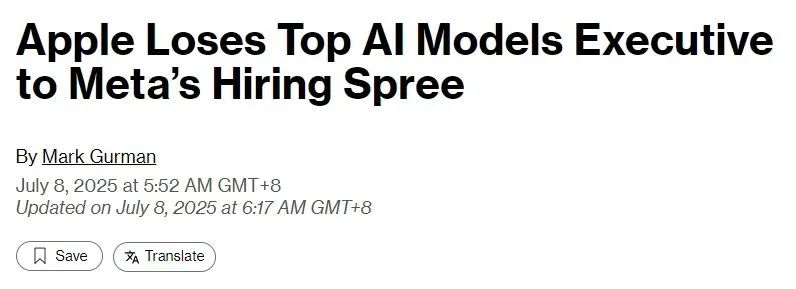 Apple Loses Top AI Models Executive
to Meta’s Hiring Spree
By Mark Gurman
July 8, 2025 at 5:52 AM GMT+8
Updated on July 8, 2025 at 6:17 AM GMT+8
Save Translate